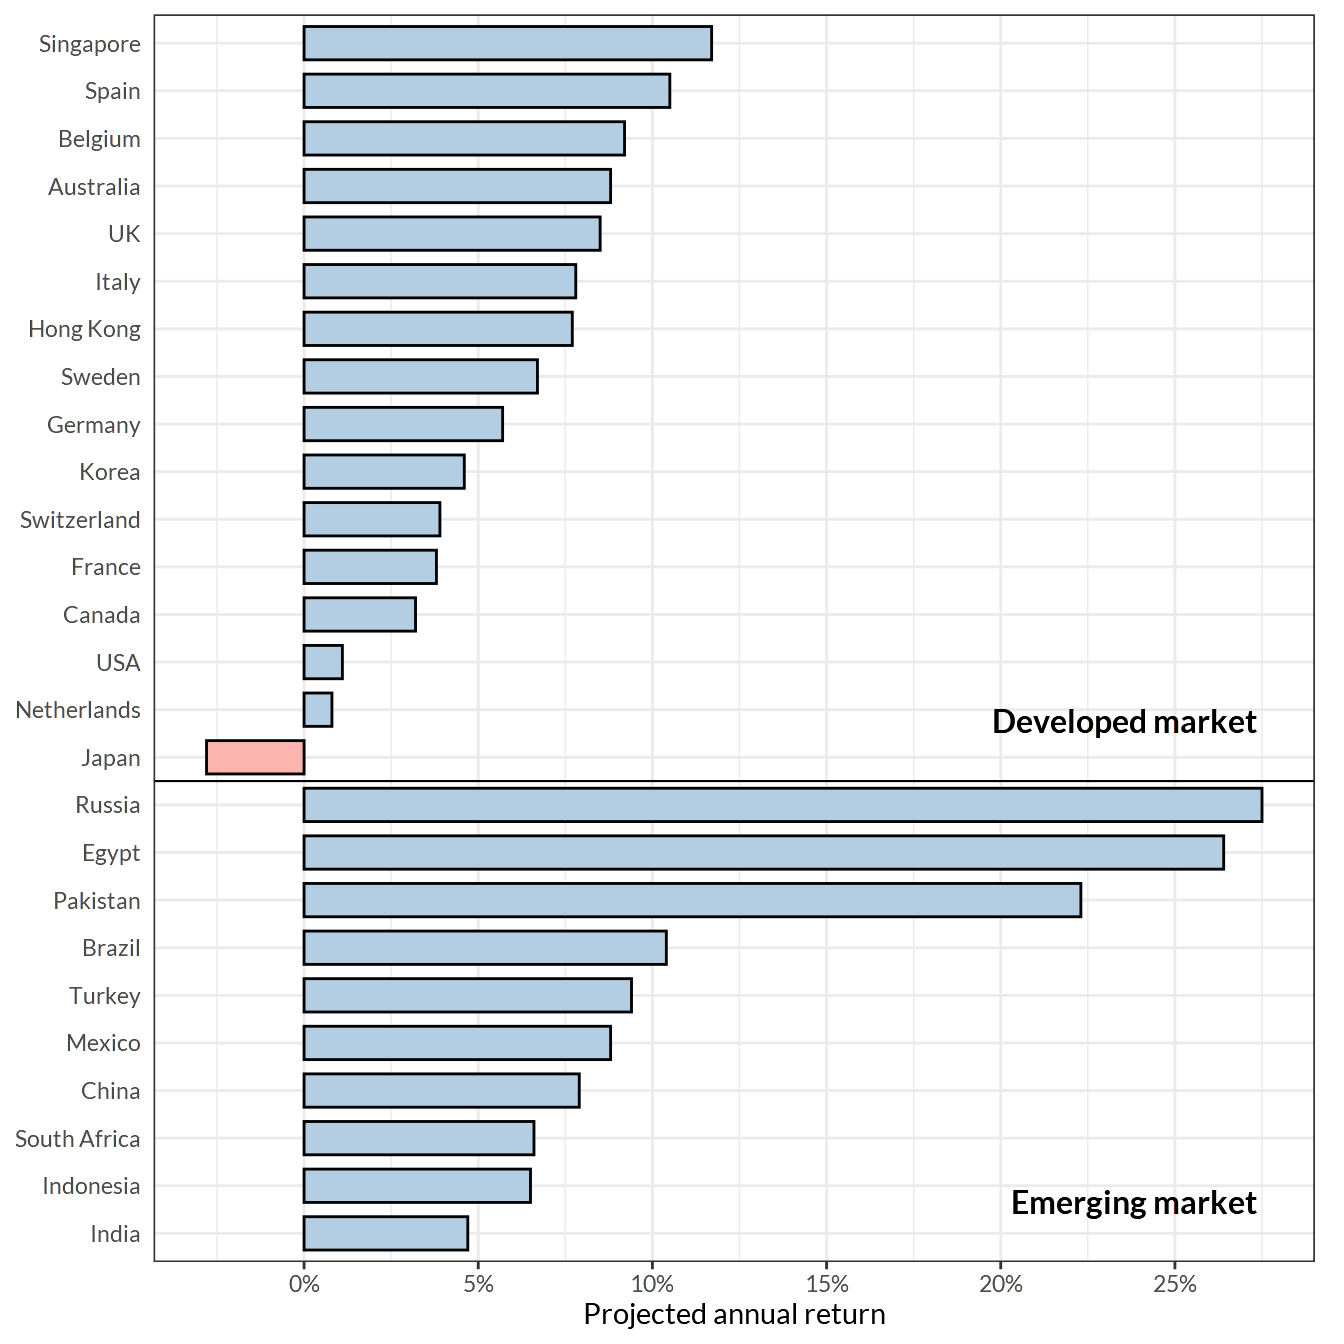 Singapore
Spain
Belgium
Australia
UK
Italy
Hong Kong
Sweden
Germany
Korea
Switzerland
France
Canada
USA
Netherlands
Developed market
Japan
Russia
Egypt
Pakistan
Brazil
Turkey
Mexico
China
South Africa
Indonesia
Emerging market
India
0% 5% 10% 15% 20% 25%
Projected annual return